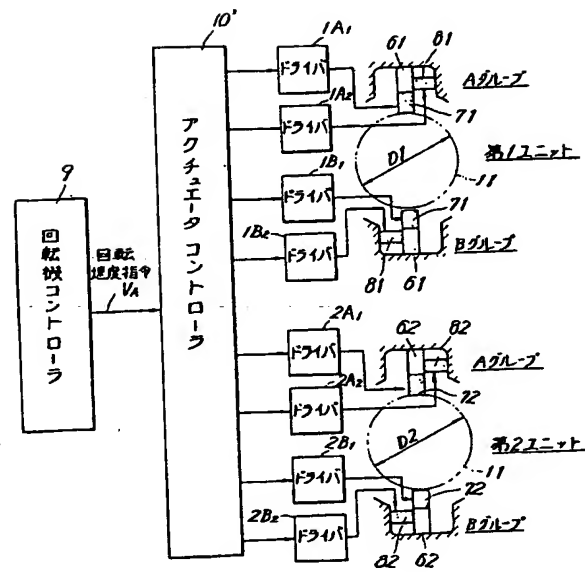 10'
1A1
61
81
ドライバ
Aグループ
1A2
71
ドライバ
アクチュエータコントローラ
D1
第1ユニット
9
1B1
11
ドライバ
71
回転機コントローラ
回転
速度指令
VA
1B2
ドライバ
Bグループ
81
61
2A1
62
82
ドライバ
Aグループ
2A2
72
ドライバ
D2
第2ユニット
2B1
11
ドライバ
72
2B2
ドライバ
Bグループ
82
62